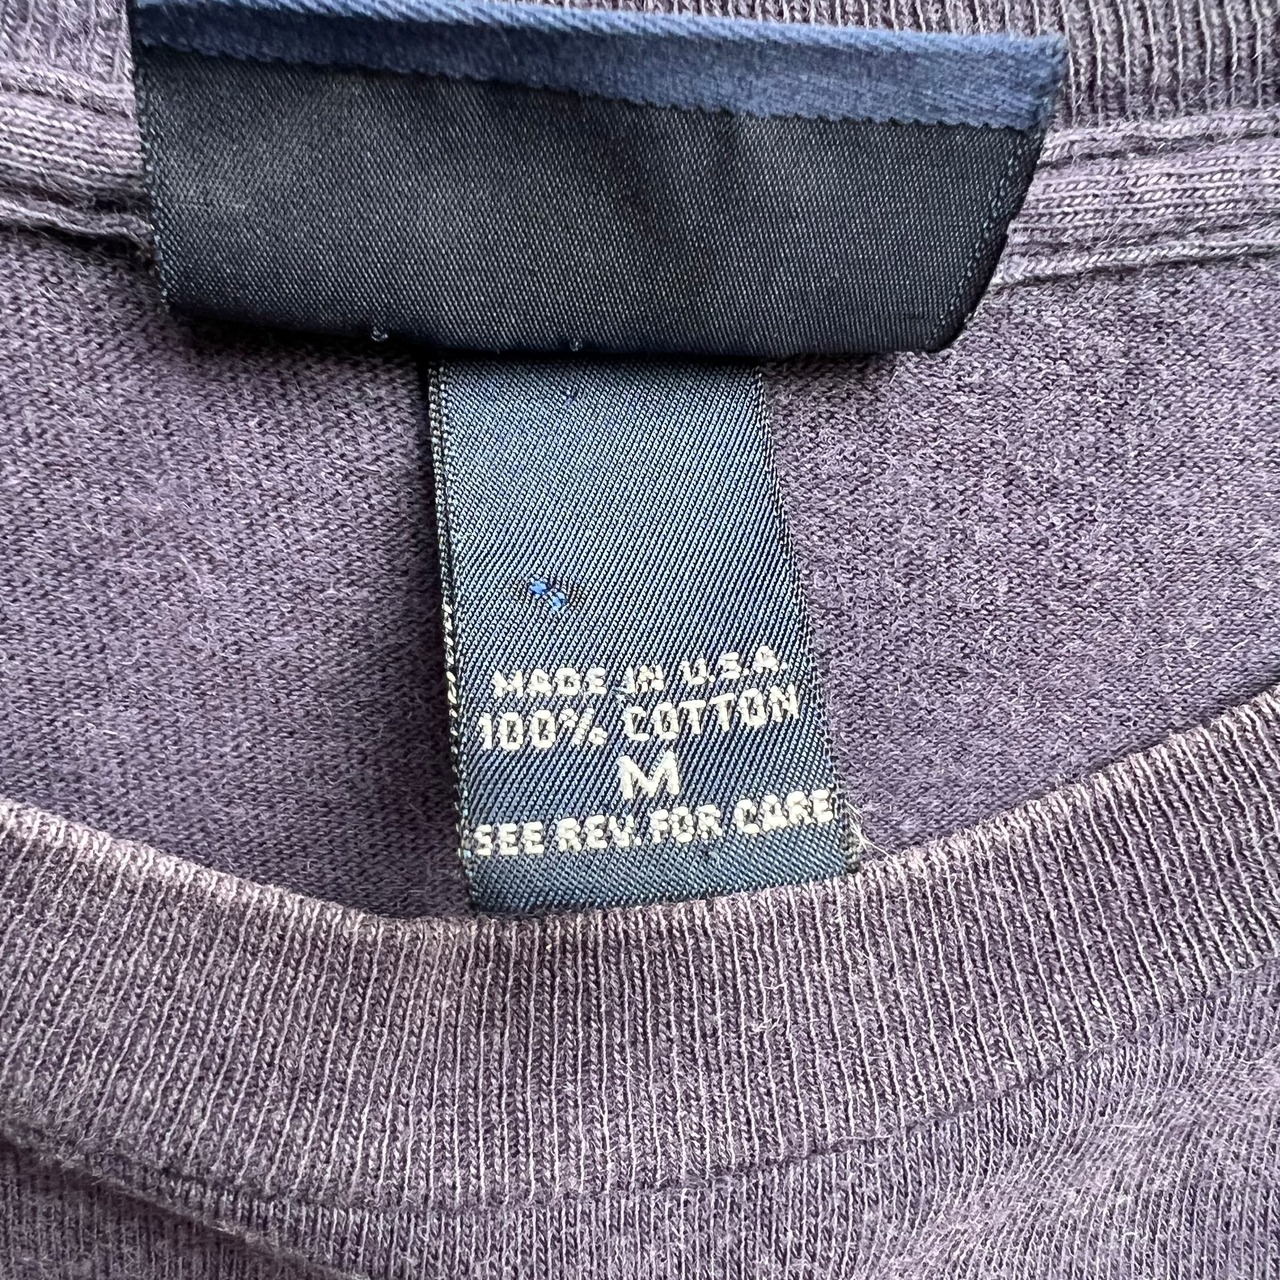 MADE IN U.S.A.
100% COTTON
M
SEE REV. FOR CARE